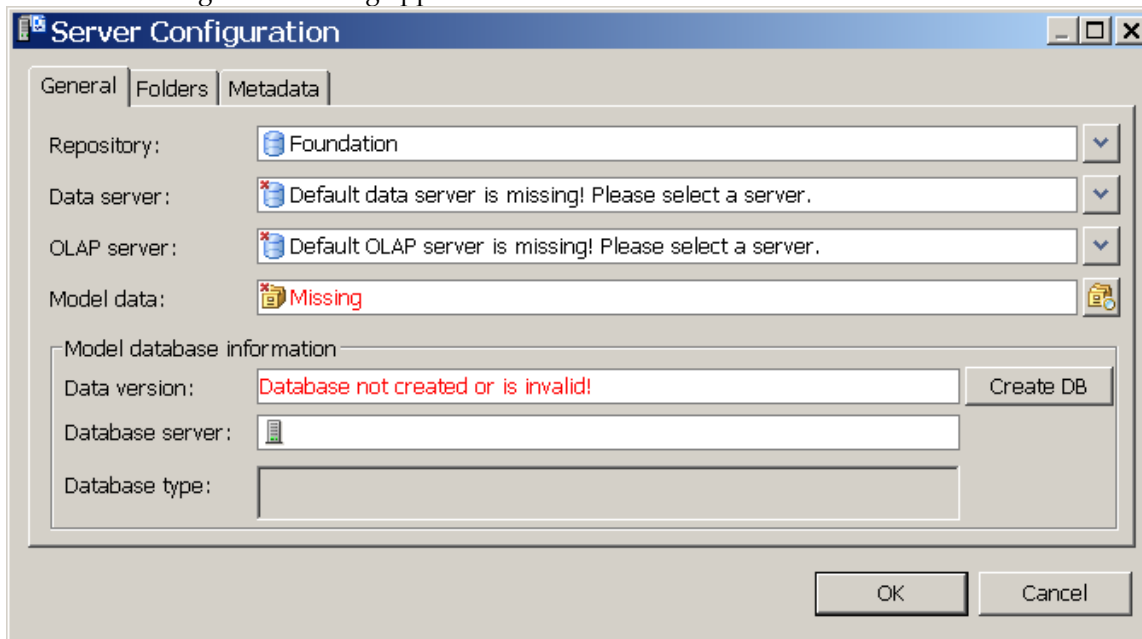 Server Configuration
General Folders Metadata
Repository: Foundation
Data server: Default data server is missing! Please select a server.
OLAP server: Default OLAP server is missing! Please select a server.
Model data: Missing
Model database information
Data version: Database not created or is invalid! Create DB
Database server:
Database type:
OK Cancel